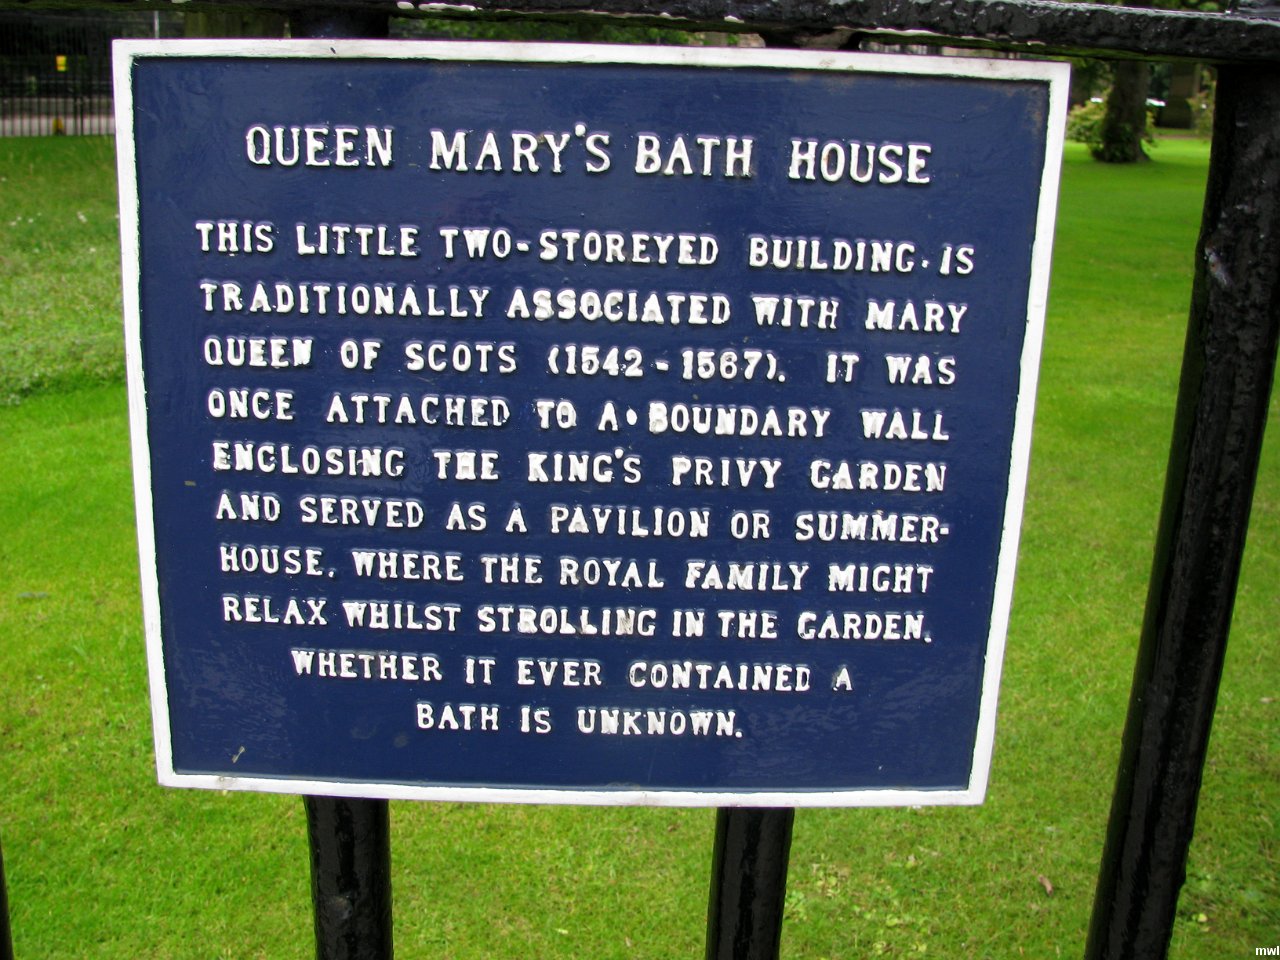 QUEEN MARY'S BATH HOUSE
THIS LITTLE TWO-STOREYED BUILDING · IS
TRADITIONALLY ASSOCIATED WITH MARY
QUEEN OF SCOTS (1542 - 1567). IT WAS
ONCE ATTACHED TO A · BOUNDARY WALL
ENCLOSING THE KING'S PRIVY GARDEN
AND SERVED AS A PAVILION OR SUMMER-
HOUSE, WHERE THE ROYAL FAMILY MIGHT
RELAX WHILST STROLLING IN THE GARDEN.
WHETHER IT EVER CONTAINED A
BATH IS UNKNOWN.
mwl